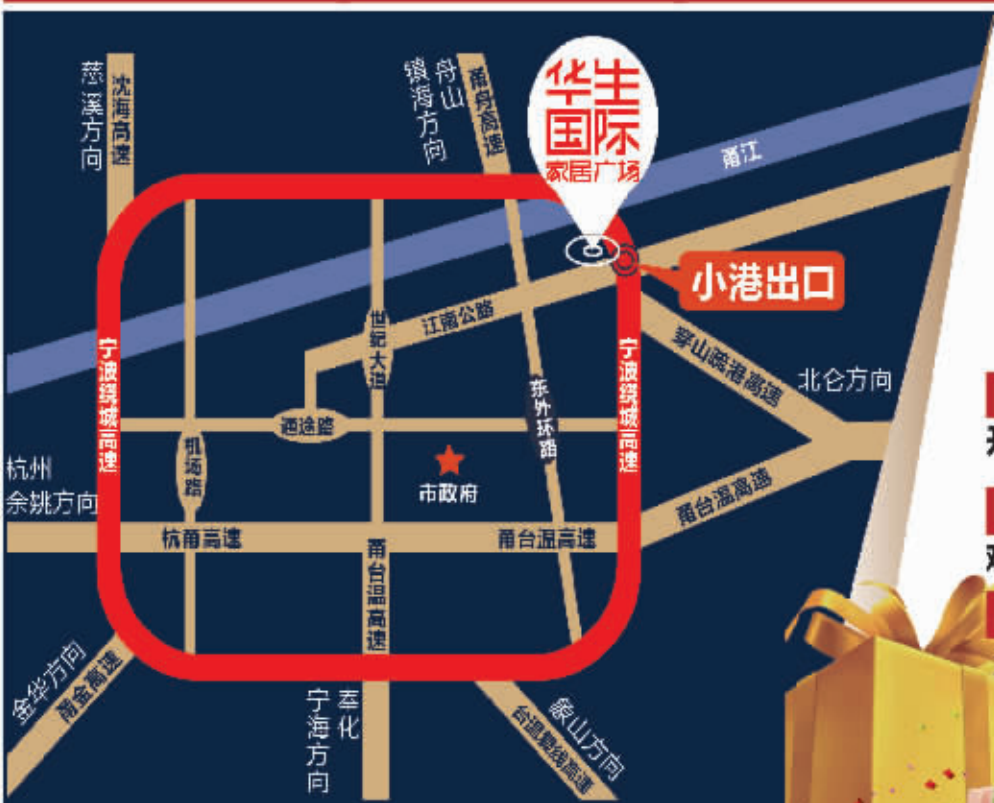 慈溪方向
沈海高速
舟山
镇海方向
甬舟高速
华生
国际
家居广场
甬江
小港出口
江南公路
世纪大道
宁波绕城高速
宁波绕城高速
穿山疏港高速
北仑方向
东外环路
通途路
机场路
市政府
杭州
余姚方向
杭甬高速
甬台温高速
甬台温高速
甬台温高速
金华方向
甬金高速
奉化
宁海方向
象山方向
台温复线高速